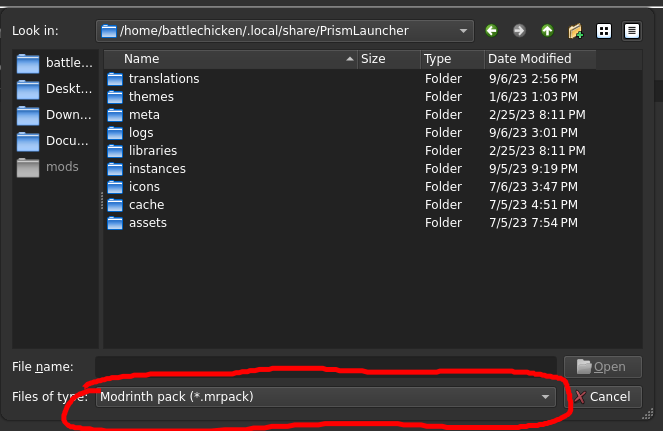 Look in: /home/battlechicken/.local/share/PrismLauncher
battle...
Deskt...
Down...
Docu...
mods
Name Size Type Date Modified
translations Folder 9/6/23 2:56 PM
themes Folder 1/6/23 1:03 PM
meta Folder 2/25/23 8:11 PM
logs Folder 9/6/23 3:01 PM
libraries Folder 2/25/23 8:11 PM
instances Folder 9/5/23 9:19 PM
icons Folder 7/6/23 3:47 PM
cache Folder 7/5/23 4:51 PM
assets Folder 7/5/23 7:54 PM
File name: Open
Files of type: Modrinth pack (*.mrpack) Cancel